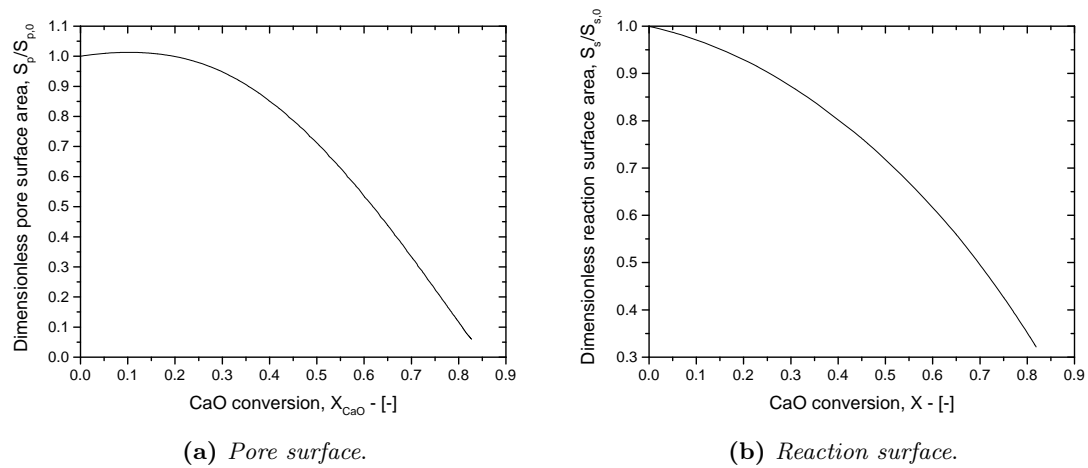 1.1
1.0
0.9
0.8
0.7
0.6
0.5
0.4
0.3
0.2
0.1
0.0
Dimensionless pore surface area, S_p/S_p,0
0.0 0.1 0.2 0.3 0.4 0.5 0.6 0.7 0.8 0.9
CaO conversion, X_CaO - [-]
(a) Pore surface.
1.0
0.9
0.8
0.7
0.6
0.5
0.4
0.3
Dimensionless reaction surface area, S_s/S_s,0
0.0 0.1 0.2 0.3 0.4 0.5 0.6 0.7 0.8 0.9
CaO conversion, X - [-]
(b) Reaction surface.